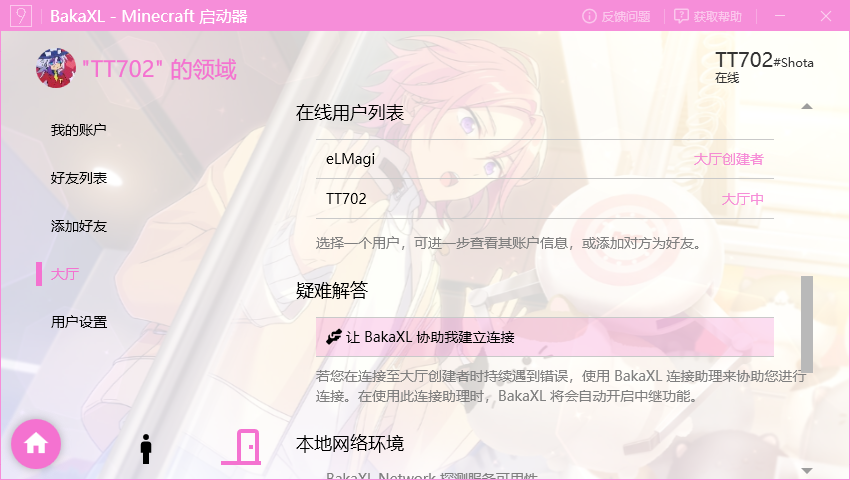 9 BakaXL - Minecraft 启动器 反馈问题 获取帮助
"TT702" 的领域
TT702#Shota
在线
我的账户
好友列表
添加好友
大厅
用户设置
在线用户列表
eLMagi 大厅创建者
TT702 大厅中
选择一个用户，可进一步查看其账户信息，或添加对方为好友。
疑难解答
让 BakaXL 协助我建立连接
若您在连接至大厅创建者时持续遇到错误，使用 BakaXL 连接助理来协助您进行
连接。在使用此连接助理时，BakaXL 将会自动开启中继功能。
本地网络环境
BakaXL Network 探测服务可用性